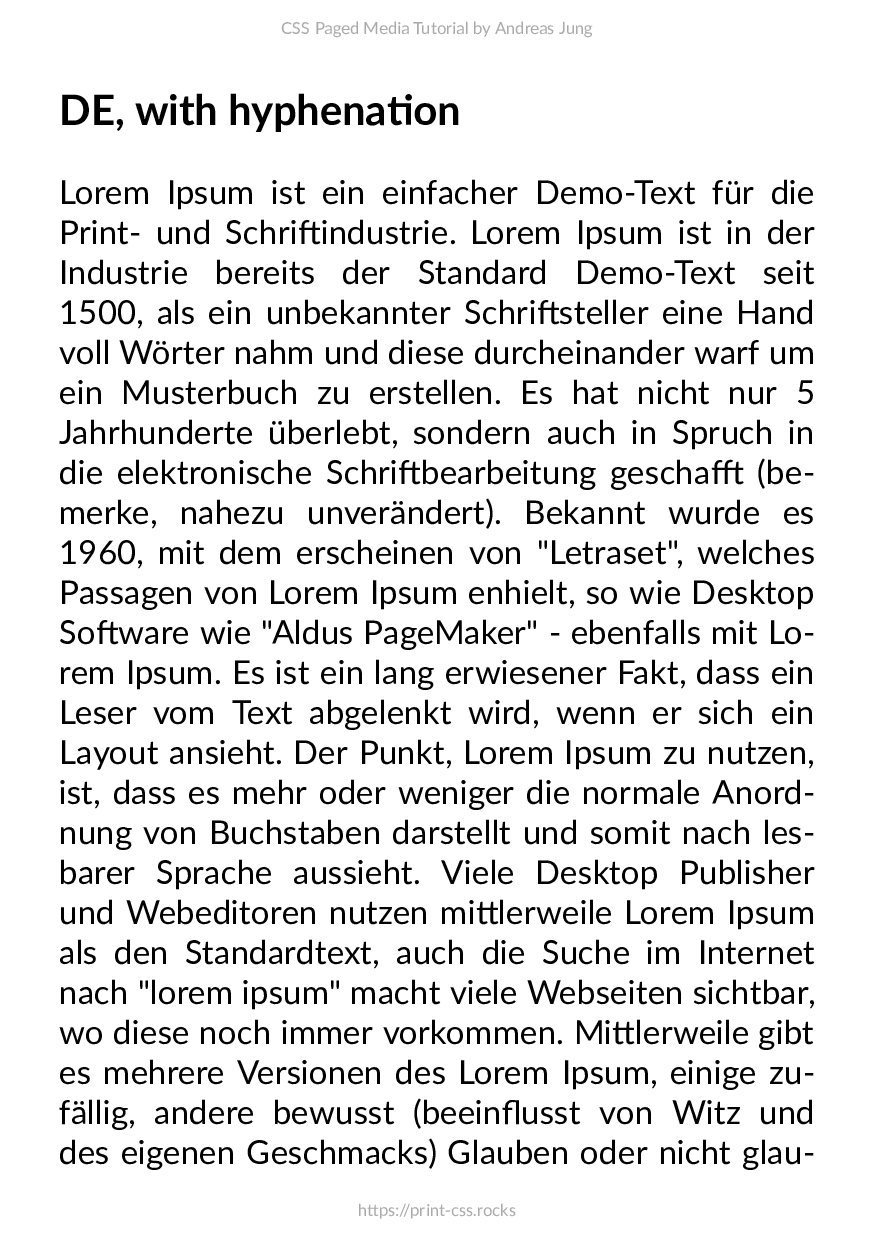 CSS Paged Media Tutorial by Andreas Jung
DE, with hyphenation
Lorem Ipsum ist ein einfacher Demo-Text für die
Print- und Schriftindustrie. Lorem Ipsum ist in der
Industrie bereits der Standard Demo-Text seit
1500, als ein unbekannter Schriftsteller eine Hand
voll Wörter nahm und diese durcheinander warf um
ein Musterbuch zu erstellen. Es hat nicht nur 5
Jahrhunderte überlebt, sondern auch in Spruch in
die elektronische Schriftbearbeitung geschafft (be-
merke, nahezu unverändert). Bekannt wurde es
1960, mit dem erscheinen von "Letraset", welches
Passagen von Lorem Ipsum enhielt, so wie Desktop
Software wie "Aldus PageMaker" - ebenfalls mit Lo-
rem Ipsum. Es ist ein lang erwiesener Fakt, dass ein
Leser vom Text abgelenkt wird, wenn er sich ein
Layout ansieht. Der Punkt, Lorem Ipsum zu nutzen,
ist, dass es mehr oder weniger die normale Anord-
nung von Buchstaben darstellt und somit nach les-
barer Sprache aussieht. Viele Desktop Publisher
und Webeditoren nutzen mittlerweile Lorem Ipsum
als den Standardtext, auch die Suche im Internet
nach "lorem ipsum" macht viele Webseiten sichtbar,
wo diese noch immer vorkommen. Mittlerweile gibt
es mehrere Versionen des Lorem Ipsum, einige zu-
fällig, andere bewusst (beeinflusst von Witz und
des eigenen Geschmacks) Glauben oder nicht glau-
https://print-css.rocks